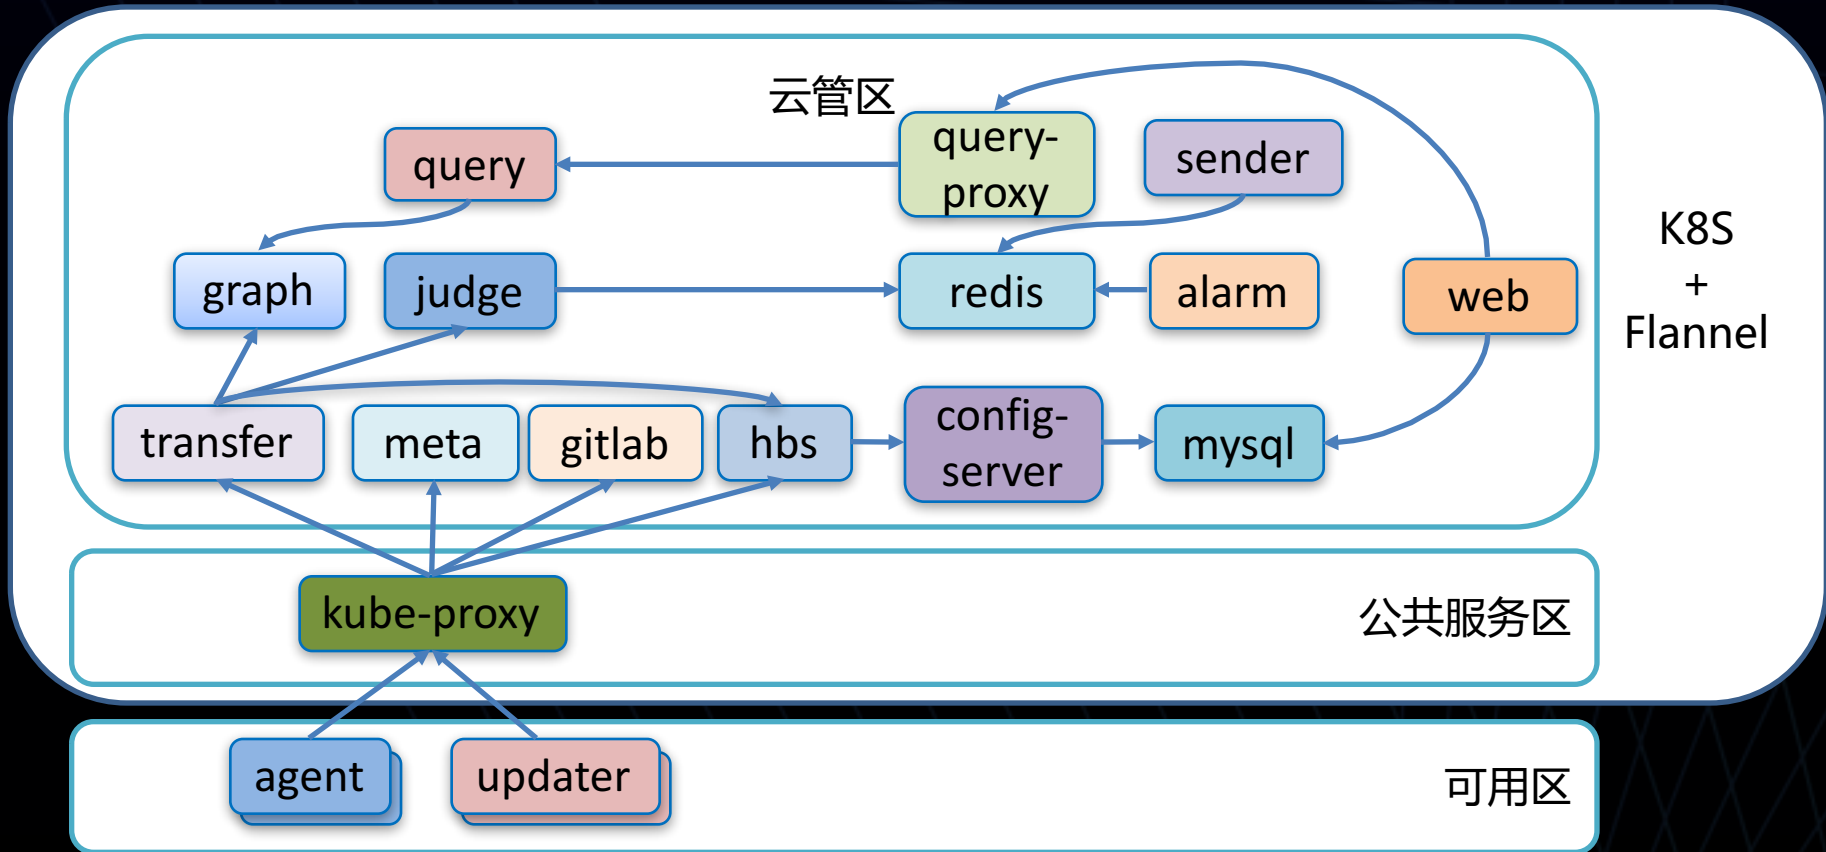 云管区
query-
proxy
sender
query
K8S
+
Flannel
graph
judge
redis
alarm
web
transfer
meta
gitlab
hbs
config-
server
mysql
kube-proxy
公共服务区
agent
updater
可用区